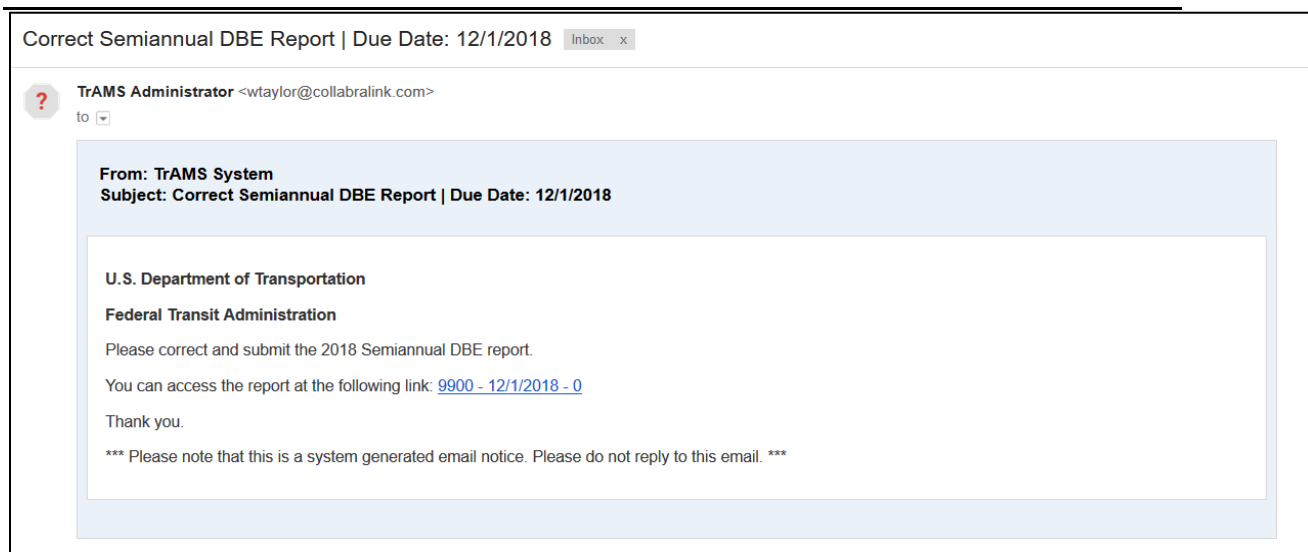 Correct Semiannual DBE Report | Due Date: 12/1/2018 Inbox x
? TrAMS Administrator <wtaylor@collabralink.com>
to
From: TrAMS System
Subject: Correct Semiannual DBE Report | Due Date: 12/1/2018
U.S. Department of Transportation
Federal Transit Administration
Please correct and submit the 2018 Semiannual DBE report.
You can access the report at the following link: 9900 - 12/1/2018 - 0
Thank you.
*** Please note that this is a system generated email notice. Please do not reply to this email. ***